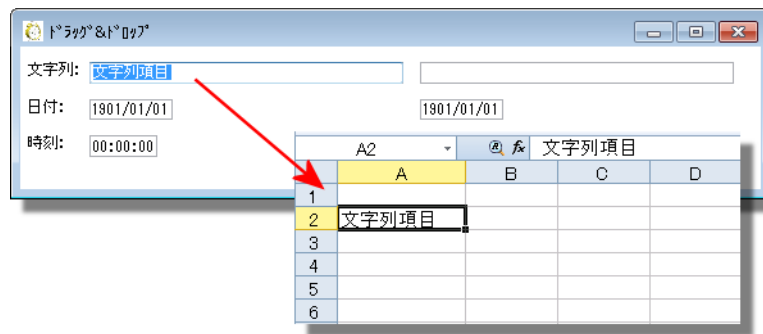 ﾄﾞﾗｯｸﾞ&ﾄﾞﾛｯﾌﾟ
文字列: 文字列項目
日付: 1901/01/01 1901/01/01
時刻: 00:00:00
A2 fx 文字列項目
A B C D
1
2 文字列項目
3
4
5
6